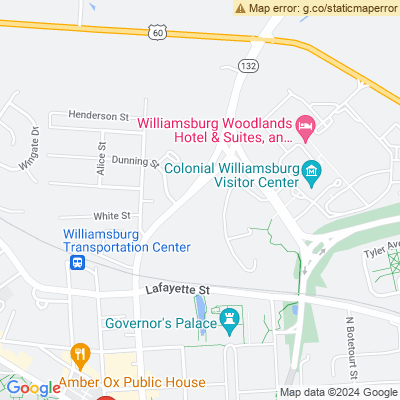 Map error: g.co/staticmaperror
60
132
Henderson St
Wingate Dr
Alice St
Dunning St
Williamsburg Woodlands
Hotel & Suites, an...
Colonial Williamsburg
Visitor Center
White St
Williamsburg
Transportation Center
Tyler Ave
Lafayette St
Governor's Palace
N Boteourt St
Amber Ox Public House
Google
Map data ©2024 Google